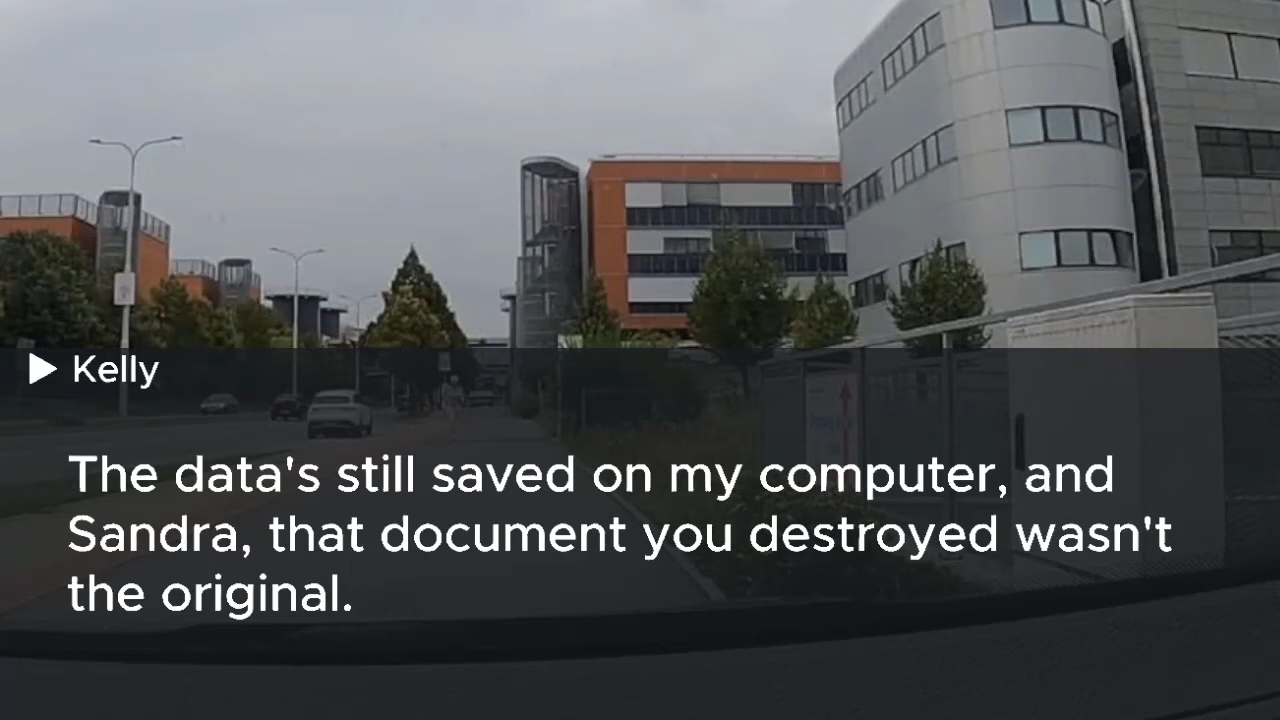 Kelly
The data's still saved on my computer, and
Sandra, that document you destroyed wasn't
the original.